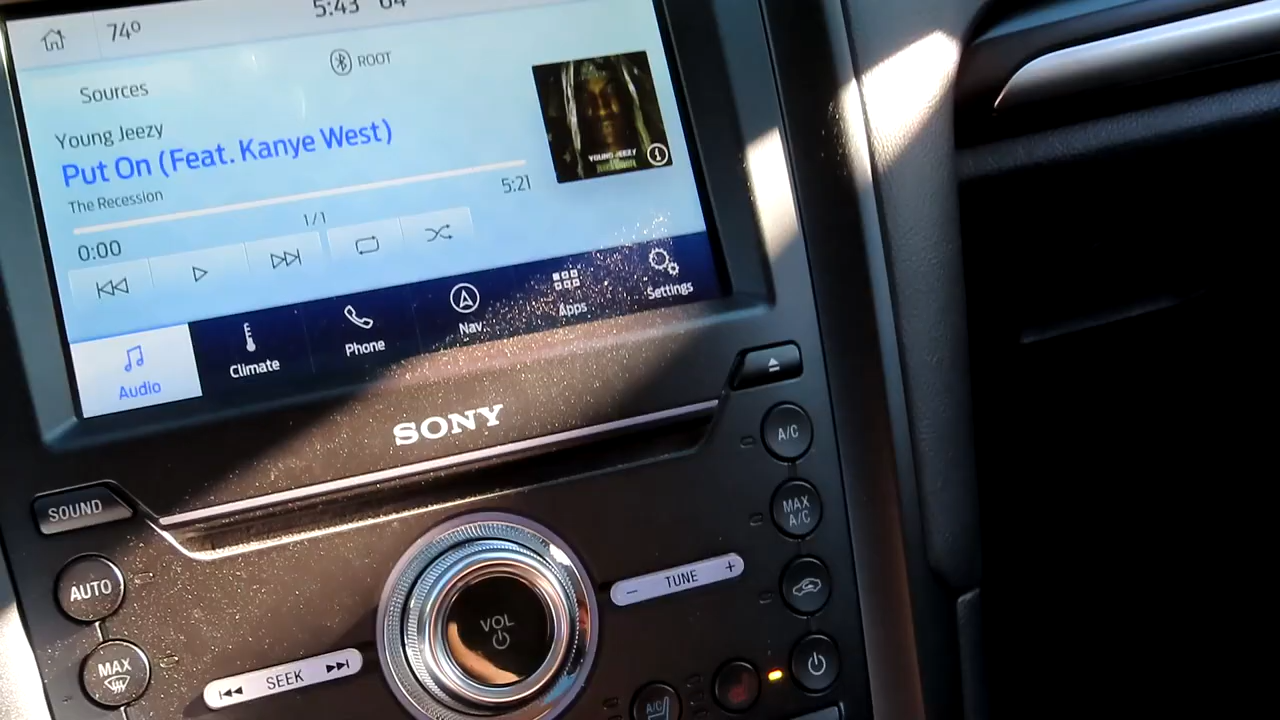 74°
5:43
ROOT
Sources
Young Jeezy
Put On (Feat. Kanye West)
The Recession
YOUNG JEEZY
0:00
1/1
5:21
Audio
Climate
Phone
Nav
Apps
Settings
SONY
SOUND
A/C
MAX
A/C
AUTO
TUNE
− +
VOL
MAX
SEEK
A/C